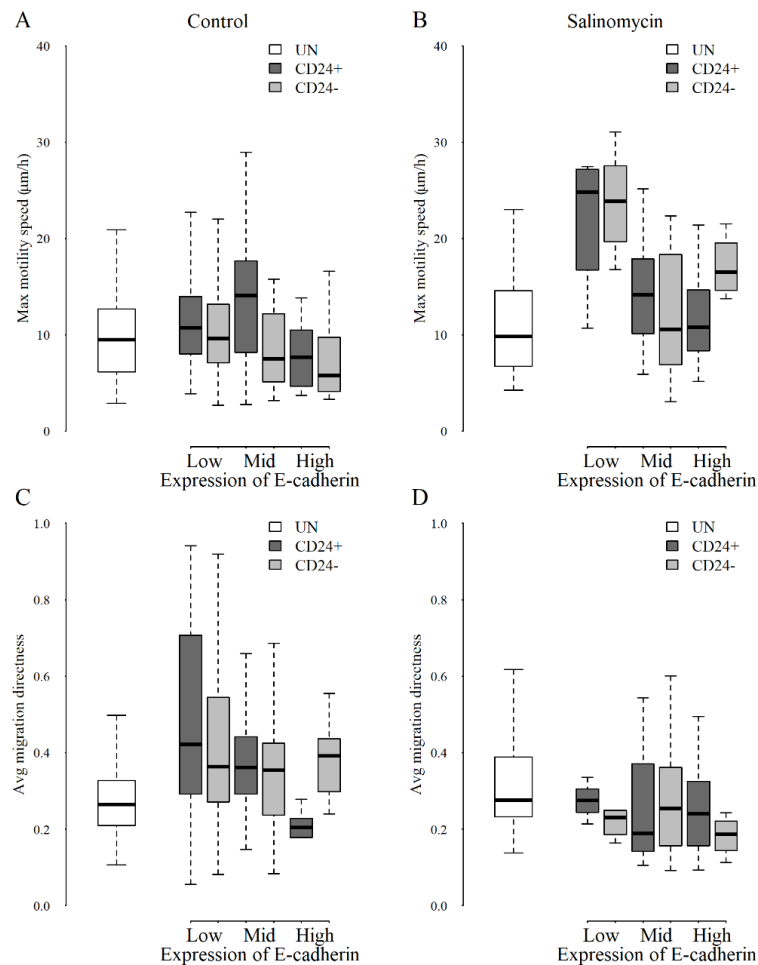 A
Control
UN
CD24+
CD24-
40
30
20
10
0
Max motility speed (μm/h)
Low Mid High
Expression of E-cadherin
B
Salinomycin
UN
CD24+
CD24-
40
30
20
10
0
Max motility speed (μm/h)
Low Mid High
Expression of E-cadherin
C
UN
CD24+
CD24-
1.0
0.8
0.6
0.4
0.2
0.0
Avg migration directness
Low Mid High
Expression of E-cadherin
D
UN
CD24+
CD24-
1.0
0.8
0.6
0.4
0.2
0.0
Avg migration directness
Low Mid High
Expression of E-cadherin